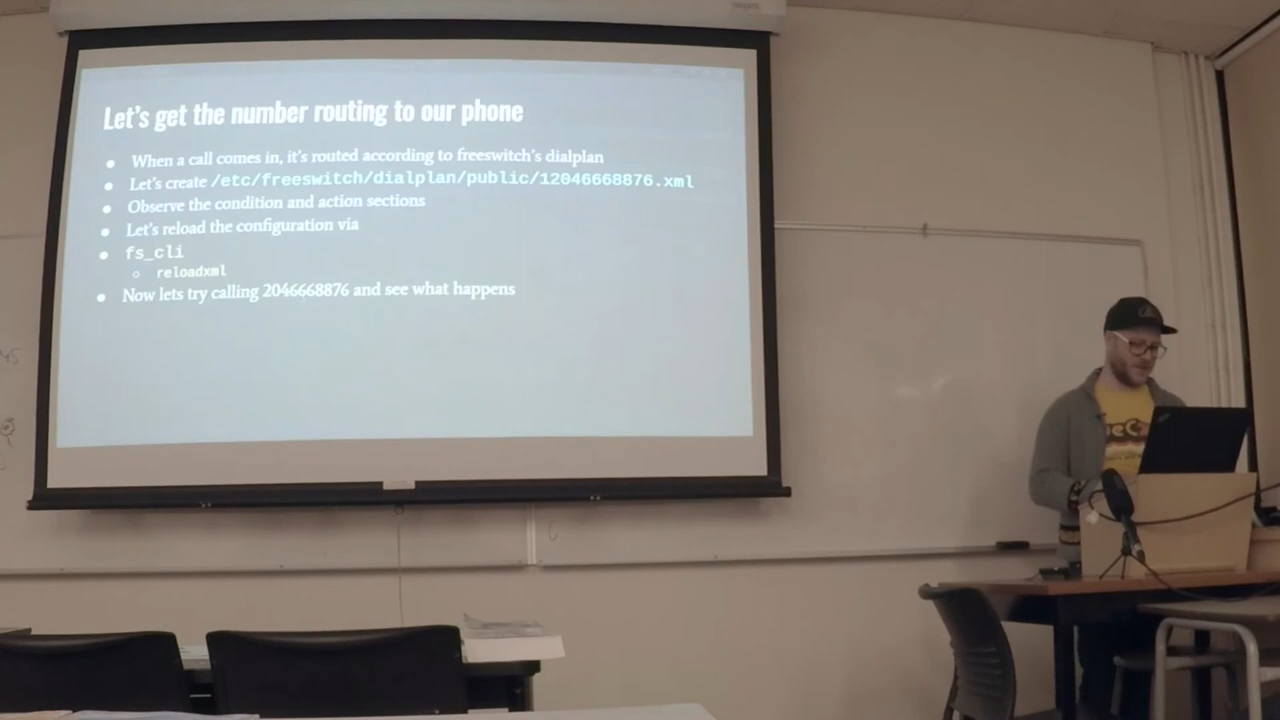 Let's get the number routing to our phone
● When a call comes in, it's routed according to freeswitch's dialplan
● Let's create /etc/freeswitch/dialplan/public/12046668876.xml
● Observe the condition and action sections
● Let's reload the configuration via
● fs_cli
○ reloadxml
● Now lets try calling 2046668876 and see what happens